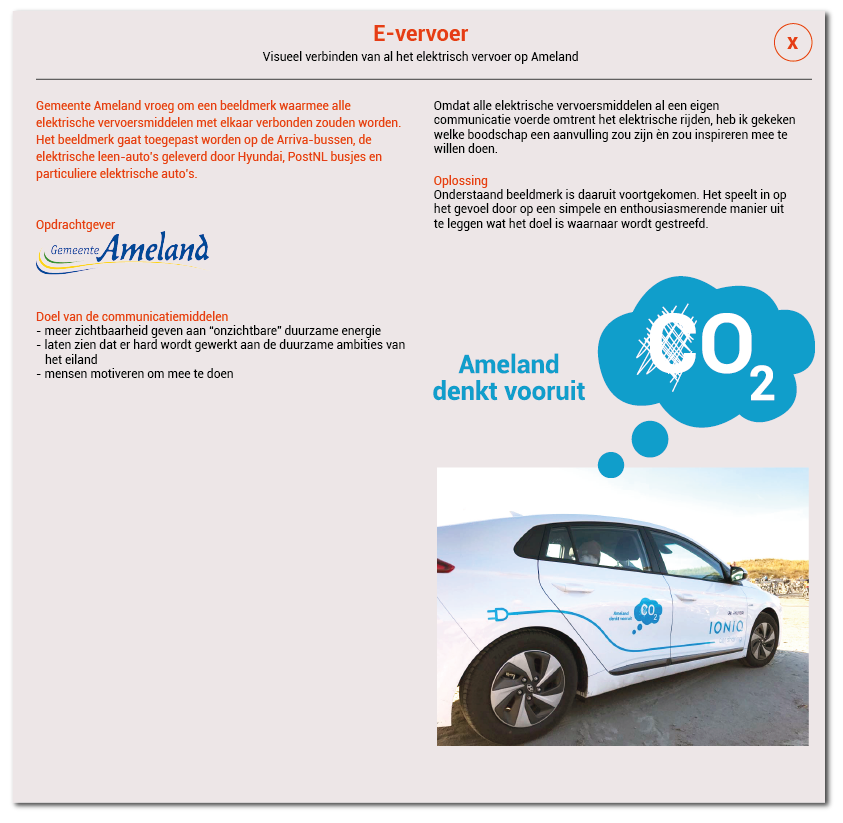 E-vervoer
Visueel verbinden van al het elektrisch vervoer op Ameland
X
Gemeente Ameland vroeg om een beeldmerk waarmee alle
elektrische vervoersmiddelen met elkaar verbonden zouden worden.
Het beeldmerk gaat toegepast worden op de Arriva-bussen, de
elektrische leen-auto's geleverd door Hyundai, PostNL busjes en
particuliere elektrische auto's.
Opdrachtgever
Gemeente Ameland
Doel van de communicatiemiddelen
- meer zichtbaarheid geven aan “onzichtbare” duurzame energie
- laten zien dat er hard wordt gewerkt aan de duurzame ambities van
het eiland
- mensen motiveren om mee te doen
Omdat alle elektrische vervoersmiddelen al een eigen
communicatie voerde omtrent het elektrische rijden, heb ik gekeken
welke boodschap een aanvulling zou zijn èn zou inspireren mee te
willen doen.
Oplossing
Onderstaand beeldmerk is daaruit voortgekomen. Het speelt in op
het gevoel door op een simpele en enthousiasmerende manier uit
te leggen wat het doel is waarnaar wordt gestreefd.
Ameland
denkt vooruit
CO2
Ameland
denkt vooruit
CO2
IONIQ